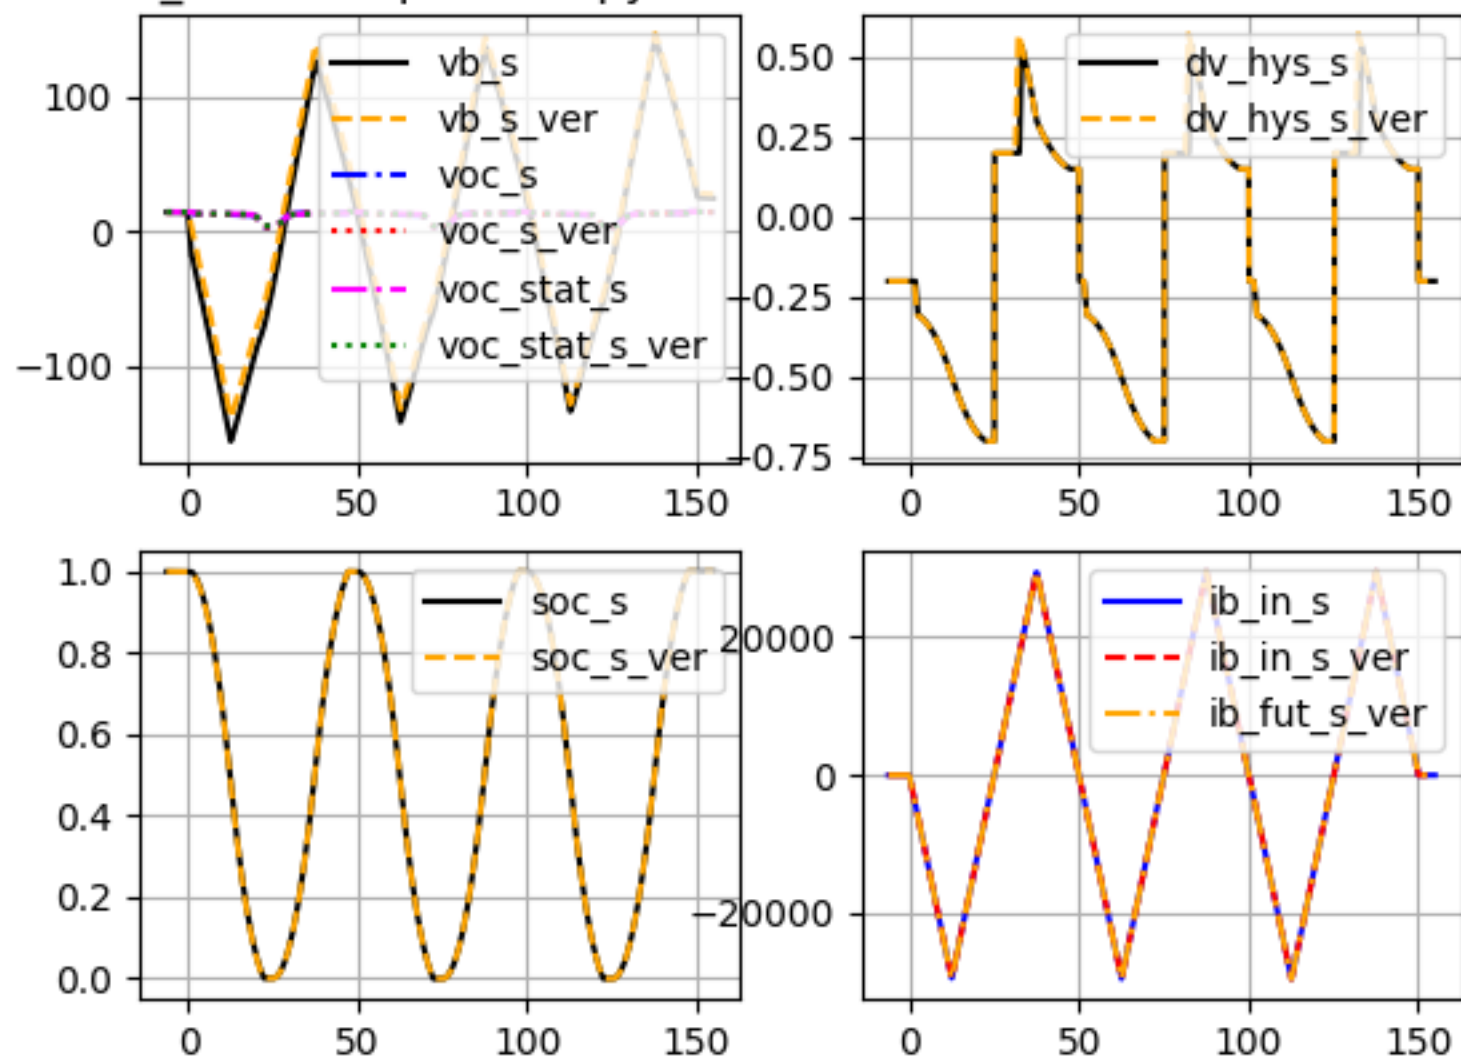 vb_s
vb_s_ver
voc_s
voc_s_ver
voc_stat_s
voc_stat_s_ver
100
0
−100
0 50 100 150
dv_hys_s
dv_hys_s_ver
0.50
0.25
0.00
−0.25
−0.50
−0.75
0 50 100 150
soc_s
soc_s_ver
1.0
0.8
0.6
0.4
0.2
0.0
0 50 100 150
ib_in_s
ib_in_s_ver
ib_fut_s_ver
20000
0
−20000
0 50 100 150